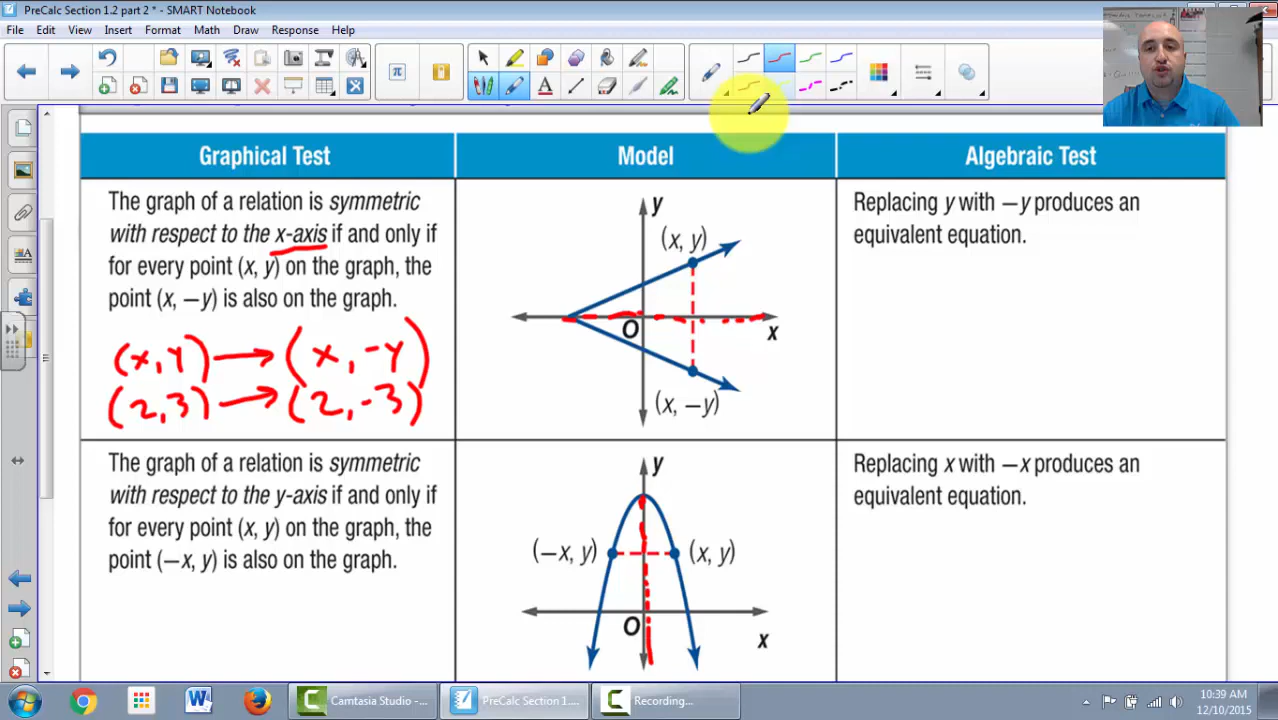 PreCalc Section 1.2 part 2 * - SMART Notebook
File Edit View Insert Format Math Draw Response Help
Graphical Test
Model
Algebraic Test
The graph of a relation is symmetric
with respect to the x-axis if and only if
for every point (x, y) on the graph, the
point (x, −y) is also on the graph.
(x, y) → (x, -y)
(2, 3) → (2, -3)
y
(x, y)
O
x
(x, −y)
Replacing y with −y produces an
equivalent equation.
The graph of a relation is symmetric
with respect to the y-axis if and only if
for every point (x, y) on the graph, the
point (−x, y) is also on the graph.
y
(−x, y)
(x, y)
O
x
Replacing x with −x produces an
equivalent equation.
Camtasia Studio -...
PreCalc Section 1....
Recording...
10:39 AM
12/10/2015